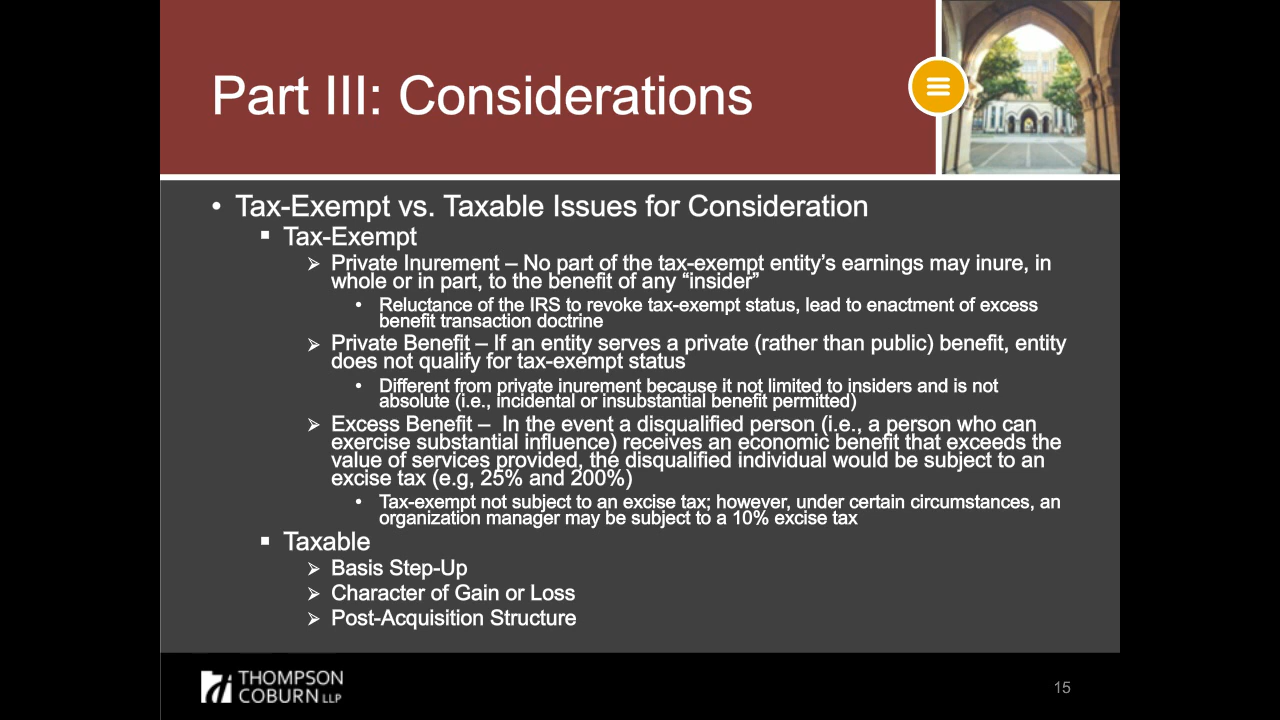 Part III: Considerations
• Tax-Exempt vs. Taxable Issues for Consideration
▪ Tax-Exempt
➢ Private Inurement – No part of the tax-exempt entity’s earnings may inure, in
whole or in part, to the benefit of any “insider”
• Reluctance of the IRS to revoke tax-exempt status, lead to enactment of excess
benefit transaction doctrine
➢ Private Benefit – If an entity serves a private (rather than public) benefit, entity
does not qualify for tax-exempt status
• Different from private inurement because it not limited to insiders and is not
absolute (i.e., incidental or insubstantial benefit permitted)
➢ Excess Benefit –  In the event a disqualified person (i.e., a person who can
exercise substantial influence) receives an economic benefit that exceeds the
value of services provided, the disqualified individual would be subject to an
excise tax (e.g, 25% and 200%)
• Tax-exempt not subject to an excise tax; however, under certain circumstances, an
organization manager may be subject to a 10% excise tax
▪ Taxable
➢ Basis Step-Up
➢ Character of Gain or Loss
➢ Post-Acquisition Structure
THOMPSON
COBURN LLP
15